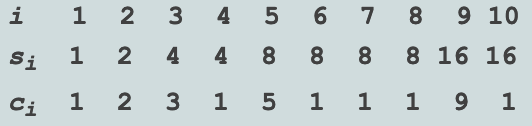 i 1 2 3 4 5 6 7 8 9 10
sᵢ 1 2 4 4 8 8 8 8 16 16
cᵢ 1 2 3 1 5 1 1 1 9 1